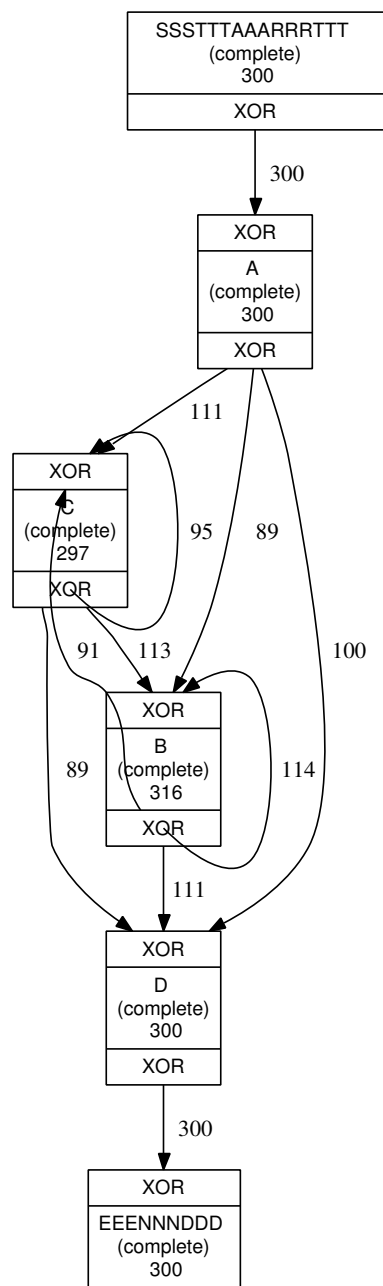 SSSTTTAAARRRTTT
(complete)
300
XOR
300
XOR
A
(complete)
300
XOR
111
XOR
C
(complete)
297
XOR
95
89
100
91
113
XOR
B
(complete)
316
XOR
114
89
111
XOR
D
(complete)
300
XOR
300
XOR
EEENNNDDD
(complete)
300